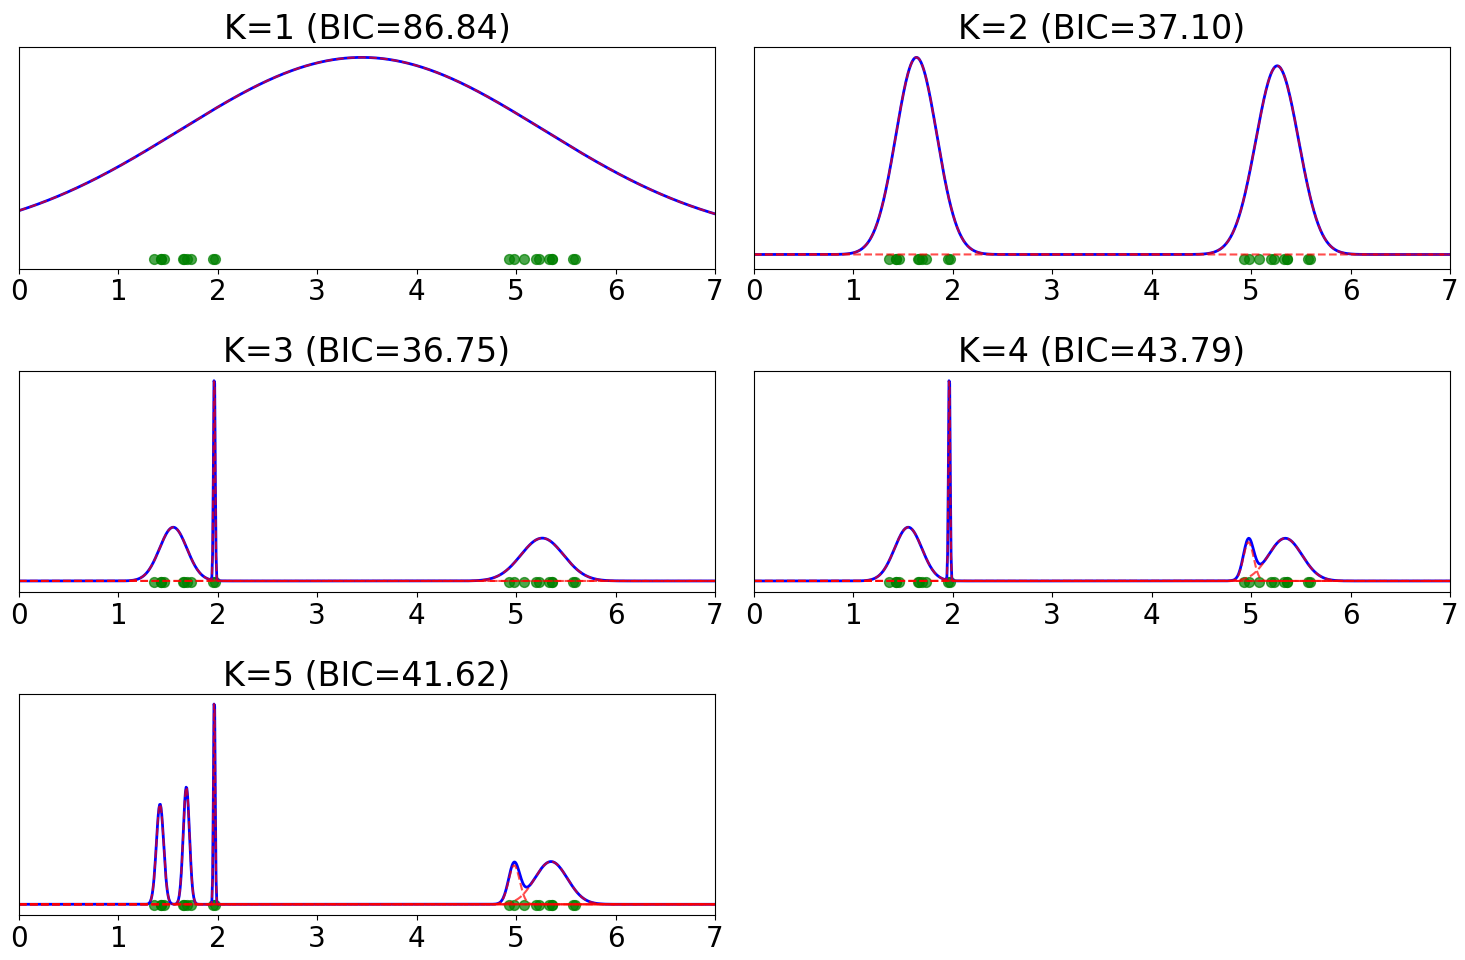 K=1 (BIC=86.84)
0 1 2 3 4 5 6 7
K=2 (BIC=37.10)
0 1 2 3 4 5 6 7
K=3 (BIC=36.75)
0 1 2 3 4 5 6 7
K=4 (BIC=43.79)
0 1 2 3 4 5 6 7
K=5 (BIC=41.62)
0 1 2 3 4 5 6 7